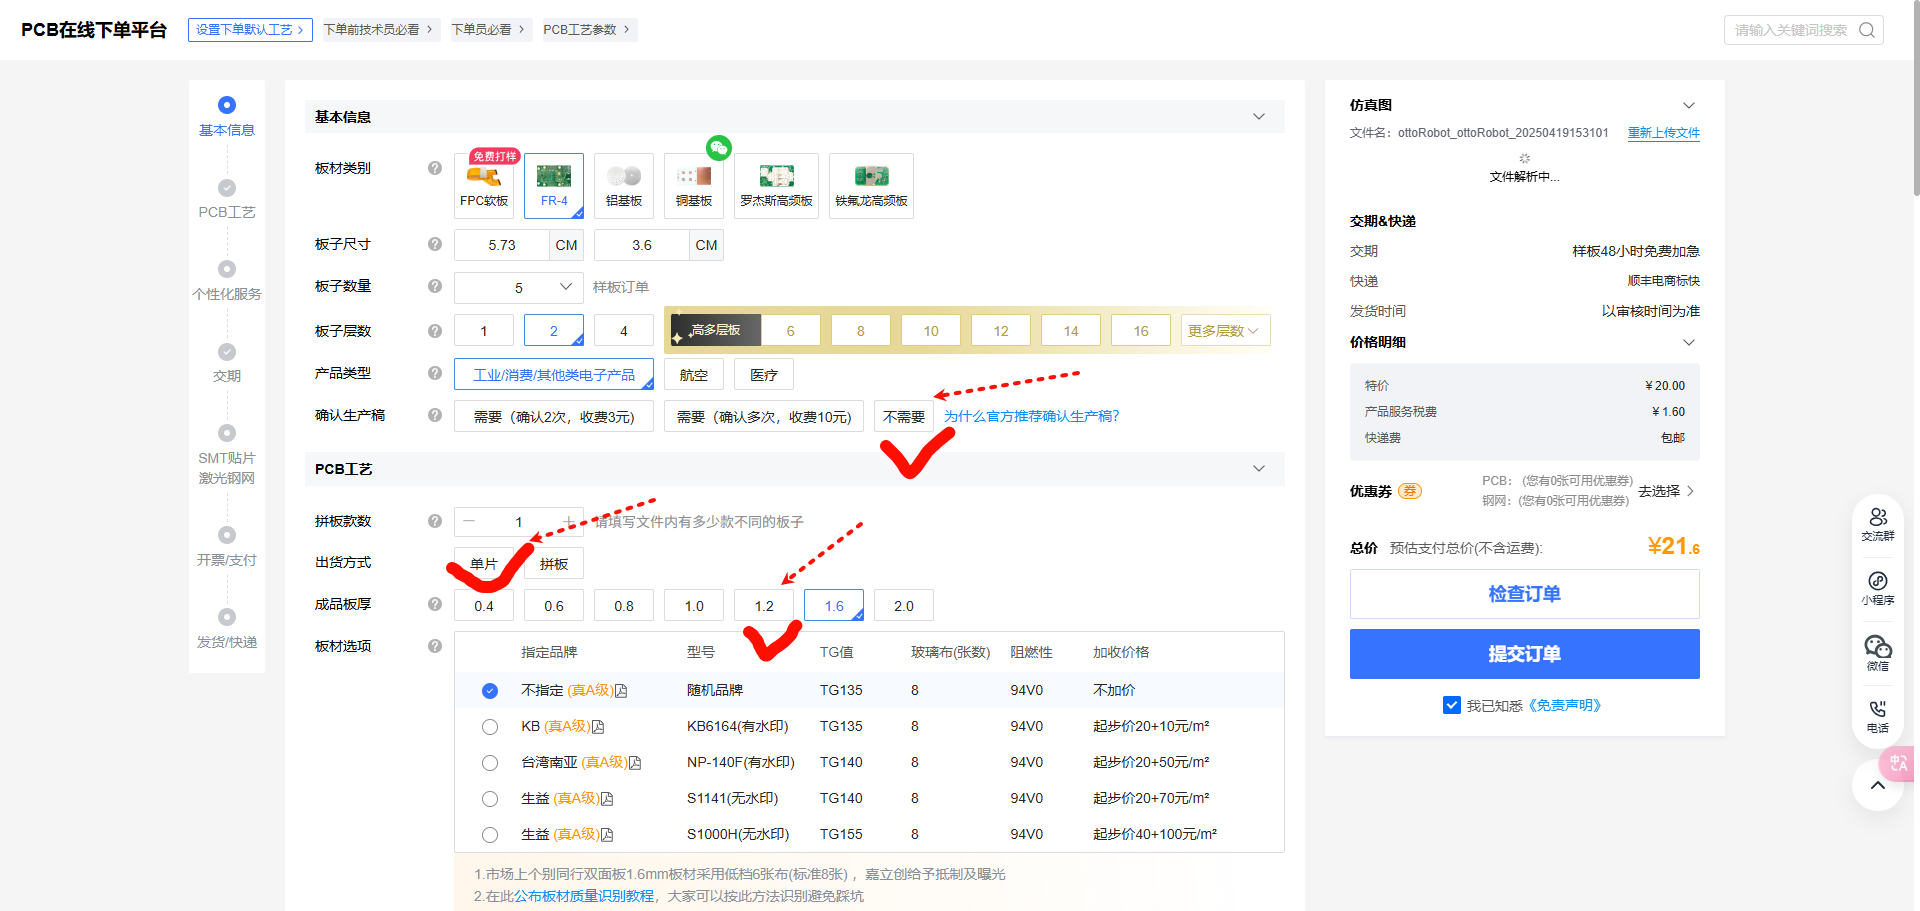 PCB在线下单平台 设置下单默认工艺 > 下单前技术员必看 > 下单员必看 > PCB工艺参数 > 请输入关键词搜索
基本信息
PCB工艺
个性化服务
交期
SMT贴片
激光钢网
开票/支付
发货/快递
基本信息
板材类别 免费打样 FPC软板 FR-4 铝基板 铜基板 罗杰斯高频板 铁氟龙高频板
板子尺寸 5.73 CM 3.6 CM
板子数量 5 样板订单
板子层数 1 2 4 高多层板 6 8 10 12 14 16 更多层数
产品类型 工业/消费/其他类电子产品 航空 医疗
确认生产稿 需要（确认2次，收费3元) 需要（确认多次，收费10元) 不需要 为什么官方推荐确认生产稿?
PCB工艺
拼板款数 1 请填写文件内有多少款不同的板子
出货方式 单片 拼板
成品板厚 0.4 0.6 0.8 1.0 1.2 1.6 2.0
板材选项 指定品牌 型号 TG值 玻璃布(张数) 阻燃性 加收价格
不指定 (真A级) 随机品牌 TG135 8 94V0 不加价
KB (真A级) KB6164(有水印) TG135 8 94V0 起步价20+10元/m²
台湾南亚 (真A级) NP-140F(有水印) TG140 8 94V0 起步价20+50元/m²
生益 (真A级) S1141(无水印) TG140 8 94V0 起步价20+70元/m²
生益 (真A级) S1000H(无水印) TG155 8 94V0 起步价40+100元/m²
1.市场上个别同行双面板1.6mm板材采用低档6张布(标准8张)，嘉立创给予抵制及曝光
2.在此公布板材质量识别教程，大家可以按此方法识别避免踩坑
仿真图
文件名：ottoRobot_ottoRobot_20250419153101 重新上传文件
文件解析中...
交期&快递
交期 样板48小时免费加急
快递 顺丰电商标快
发货时间 以审核时间为准
价格明细
特价 ¥20.00
产品服务税费 ¥1.60
快递费 包邮
优惠券 券 PCB：(您有0张可用优惠券) 去选择 >
钢网：(您有0张可用优惠券)
总价 预估支付总价(不含运费): ¥21.6
检查订单
提交订单
我已知悉《免责声明》
交流群
小程序
微信
电话
中A